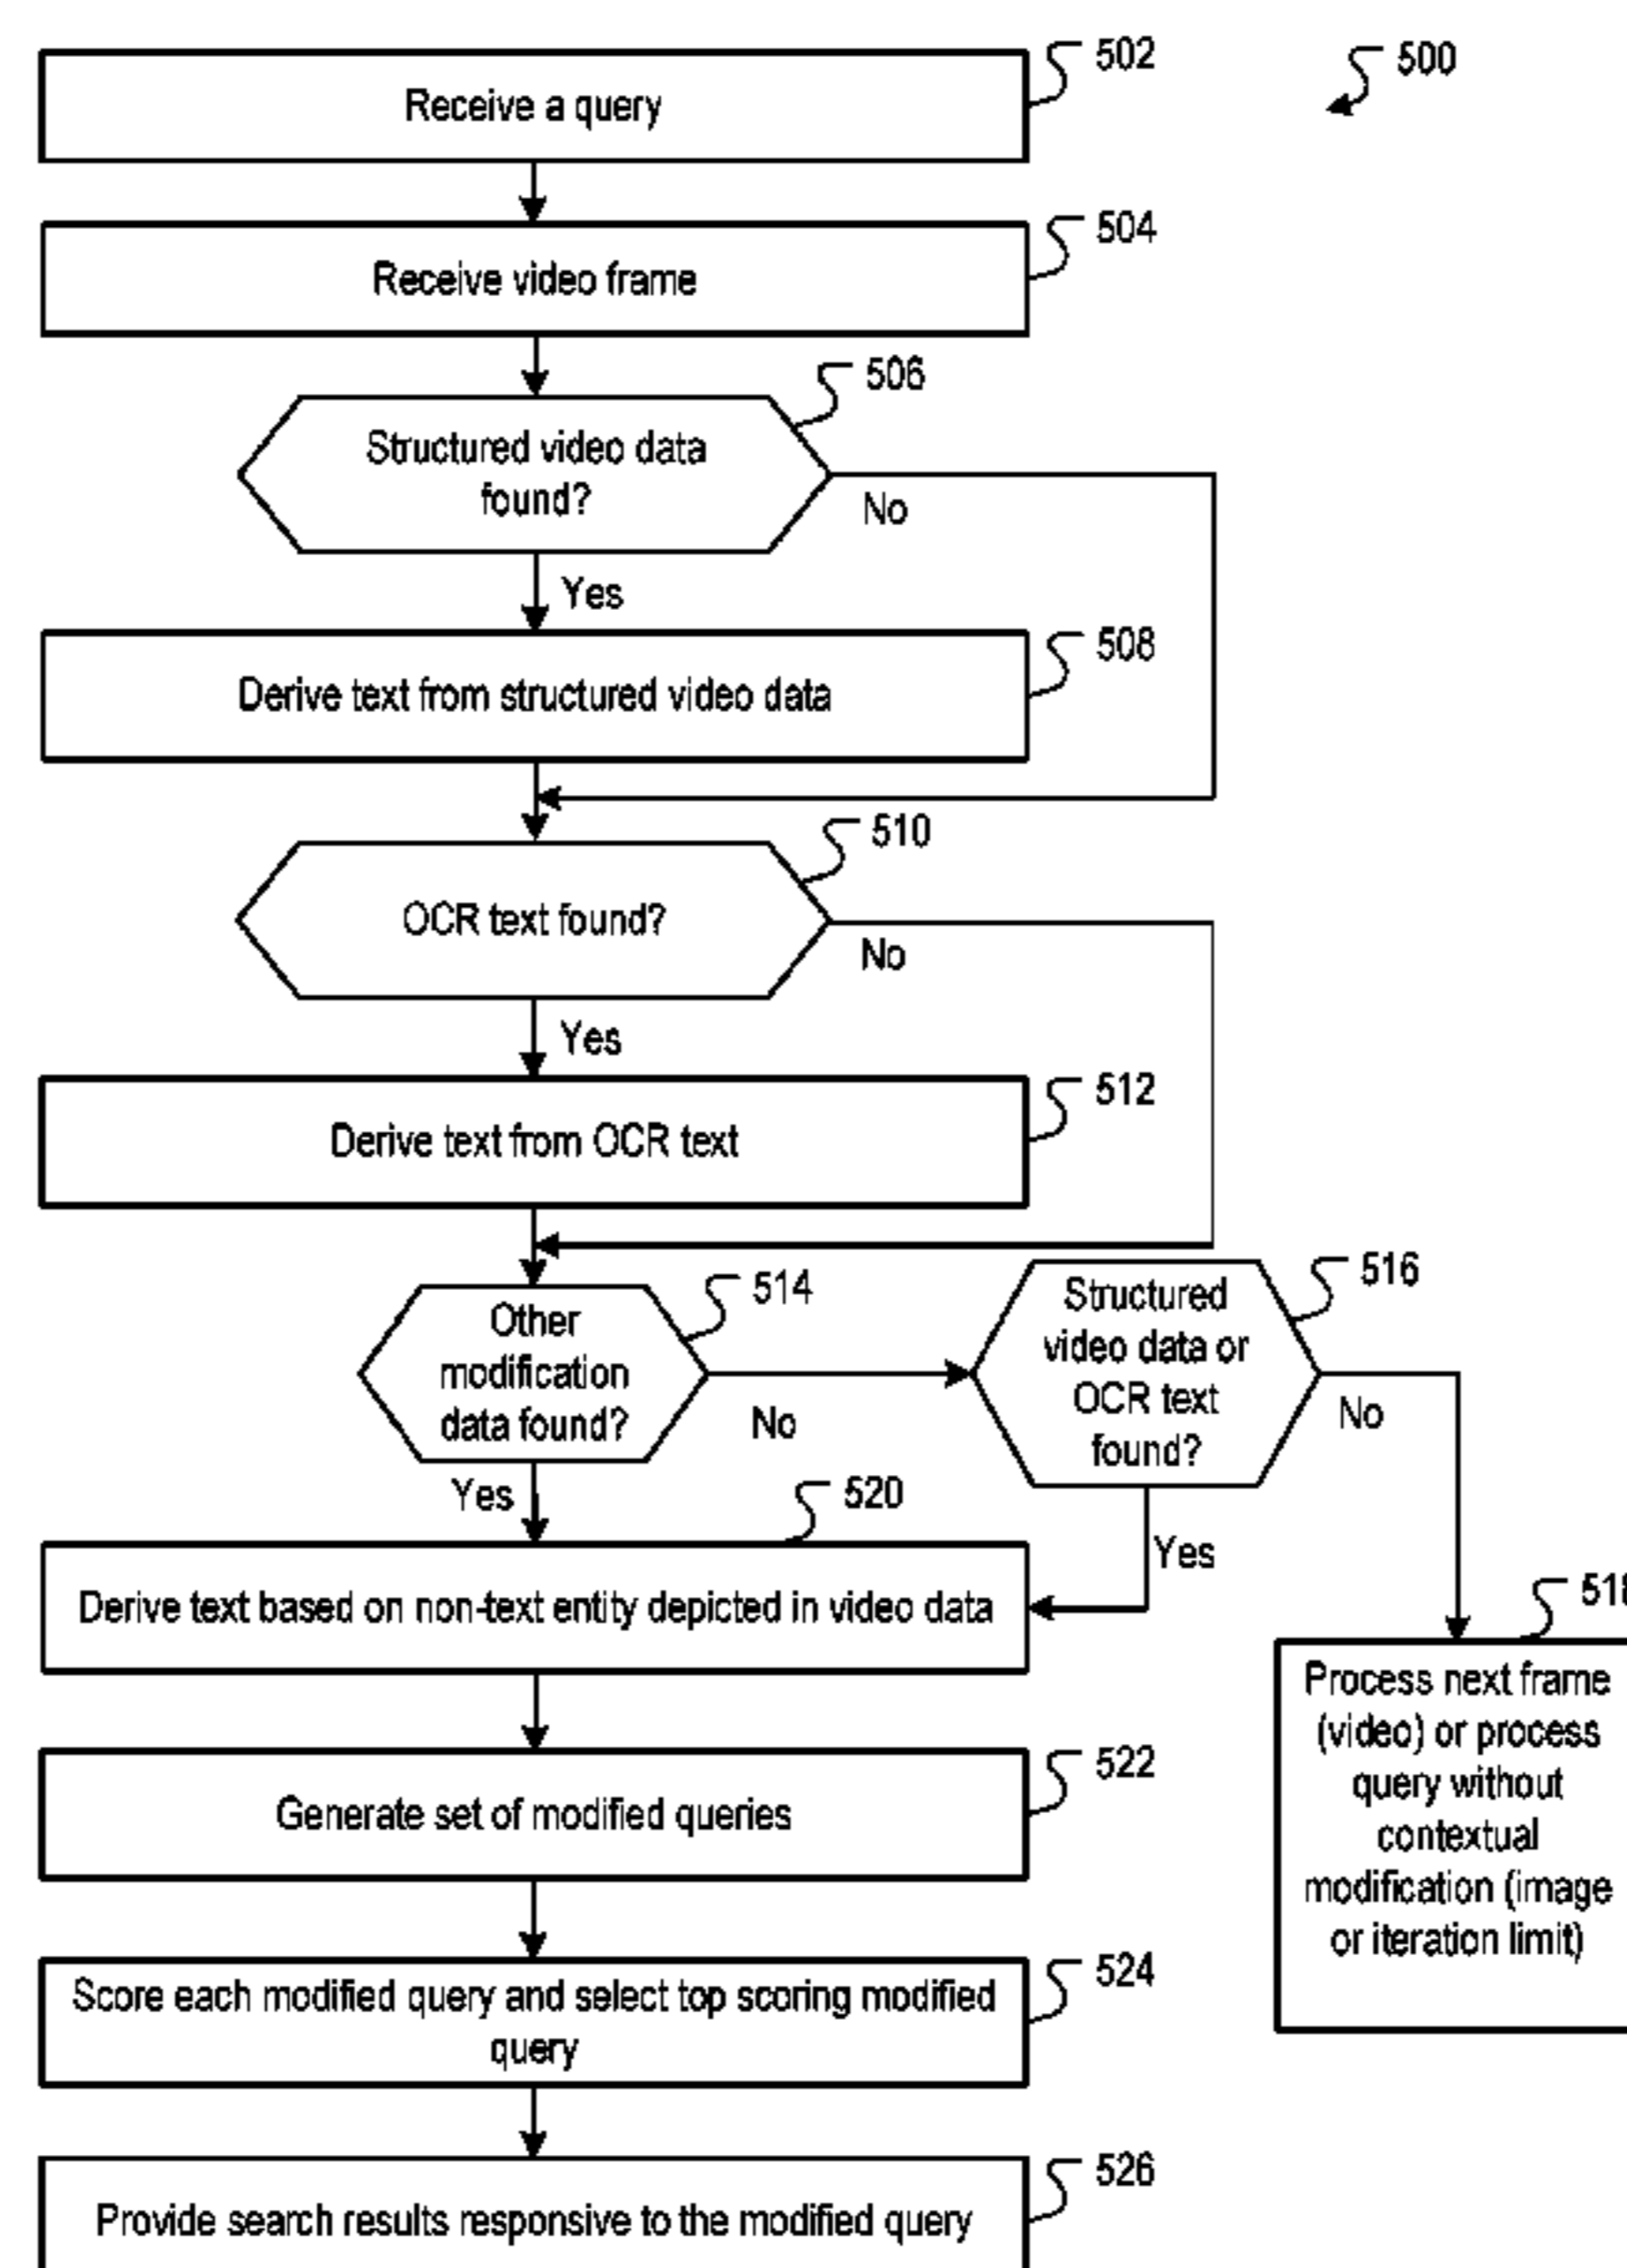 502
500
Receive a query
504
Receive video frame
506
Structured video data
found?
No
Yes
508
Derive text from structured video data
510
OCR text found?
No
Yes
512
Derive text from OCR text
516
514
Structured
video data or
OCR text
found?
Other
modification
data found?
No
No
Yes
520
Yes
Derive text based on non-text entity depicted in video data
518
Process next frame
(video) or process
query without
contextual
modification (image
or iteration limit)
522
Generate set of modified queries
524
Score each modified query and select top scoring modified
query
526
Provide search results responsive to the modified query